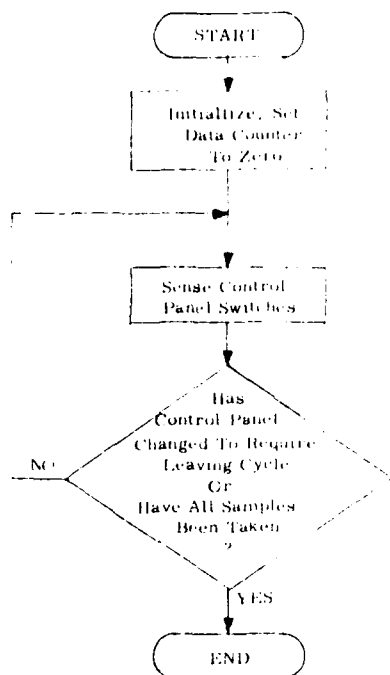 START
Initialtize, Set
Data Counter
To Zero
Sense Control
Panel Switches
Has
Control Panel
Changed To Require
Leaving Cycle
Or
Have All Samples
Been Taken
?
NO
YES
END